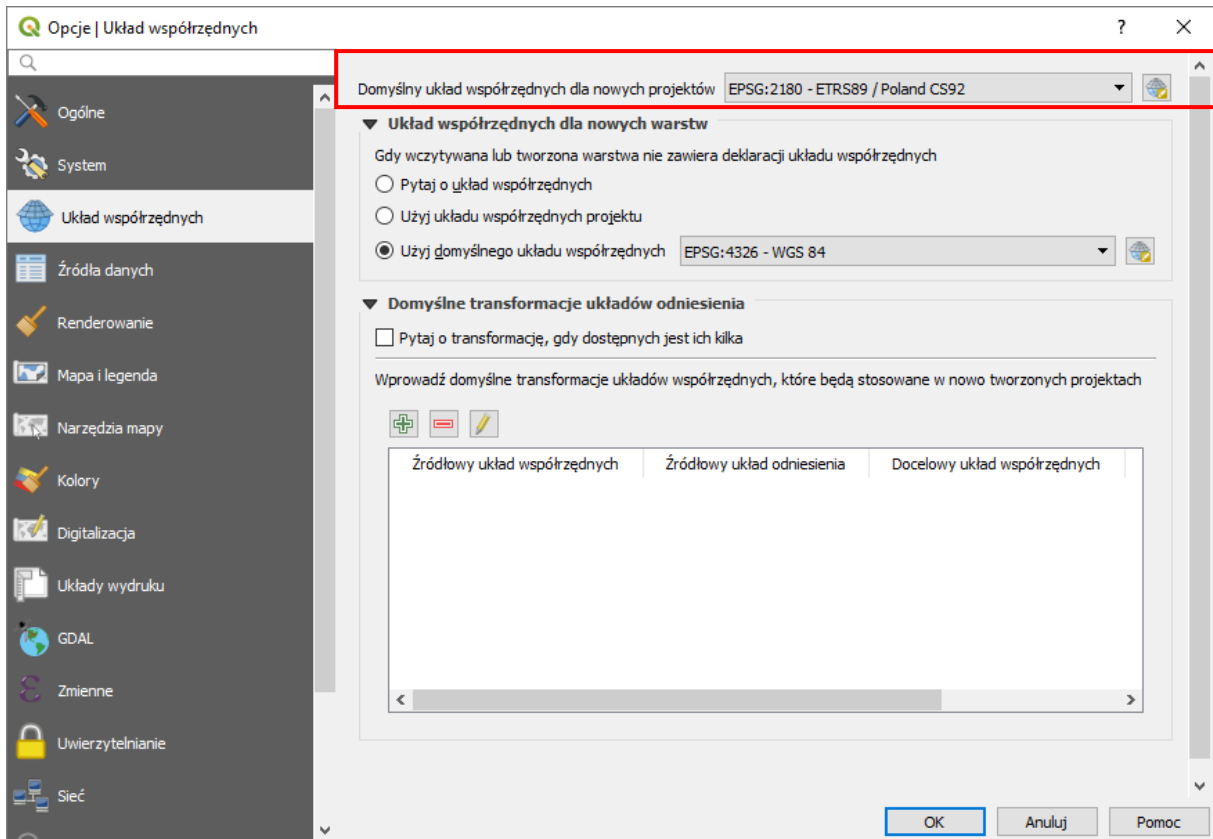 Opcje | Układ współrzędnych
?
Domyślny układ współrzędnych dla nowych projektów EPSG:2180 - ETRS89 / Poland CS92
Ogólne
System
Układ współrzędnych
Źródła danych
Renderowanie
Mapa i legenda
Narzędzia mapy
Kolory
Digitalizacja
Układy wydruku
GDAL
Zmienne
Uwierzytelnianie
Sieć
Układ współrzędnych dla nowych warstw
Gdy wczytywana lub tworzona warstwa nie zawiera deklaracji układu współrzędnych
Pytaj o układ współrzędnych
Użyj układu współrzędnych projektu
Użyj domyślnego układu współrzędnych EPSG:4326 - WGS 84
Domyślne transformacje układów odniesienia
Pytaj o transformację, gdy dostępnych jest ich kilka
Wprowadź domyślne transformacje układów współrzędnych, które będą stosowane w nowo tworzonych projektach
Źródłowy układ współrzędnych Źródłowy układ odniesienia Docelowy układ współrzędnych
OK Anuluj Pomoc